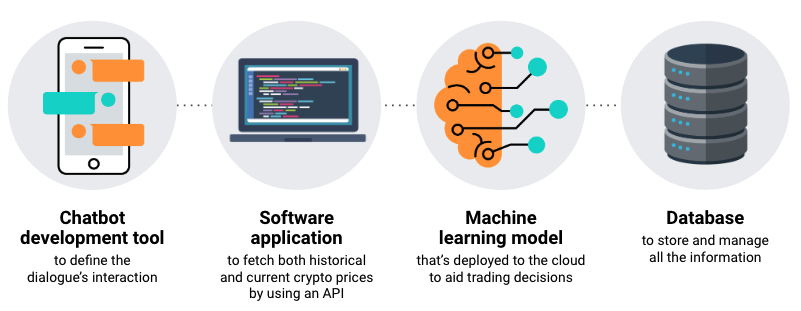 Chatbot
development tool
to define the
dialogue's interaction
Software
application
to fetch both historical
and current crypto prices
by using an API
Machine
learning model
that's deployed to the cloud
to aid trading decisions
Database
to store and manage
all the information